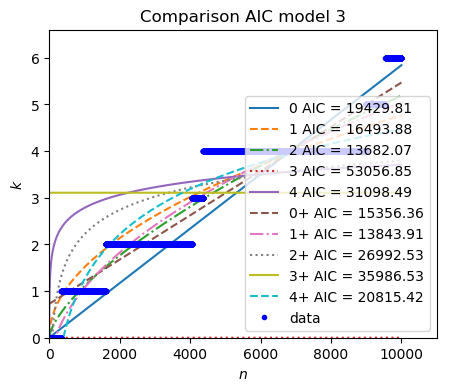 Comparison AIC model 3
k
6
5
4
3
2
1
0
0 AIC = 19429.81
1 AIC = 16493.88
2 AIC = 13682.07
3 AIC = 53056.85
4 AIC = 31098.49
0+ AIC = 15356.36
1+ AIC = 13843.91
2+ AIC = 26992.53
3+ AIC = 35986.53
4+ AIC = 20815.42
data
0 2000 4000 6000 8000 10000
n